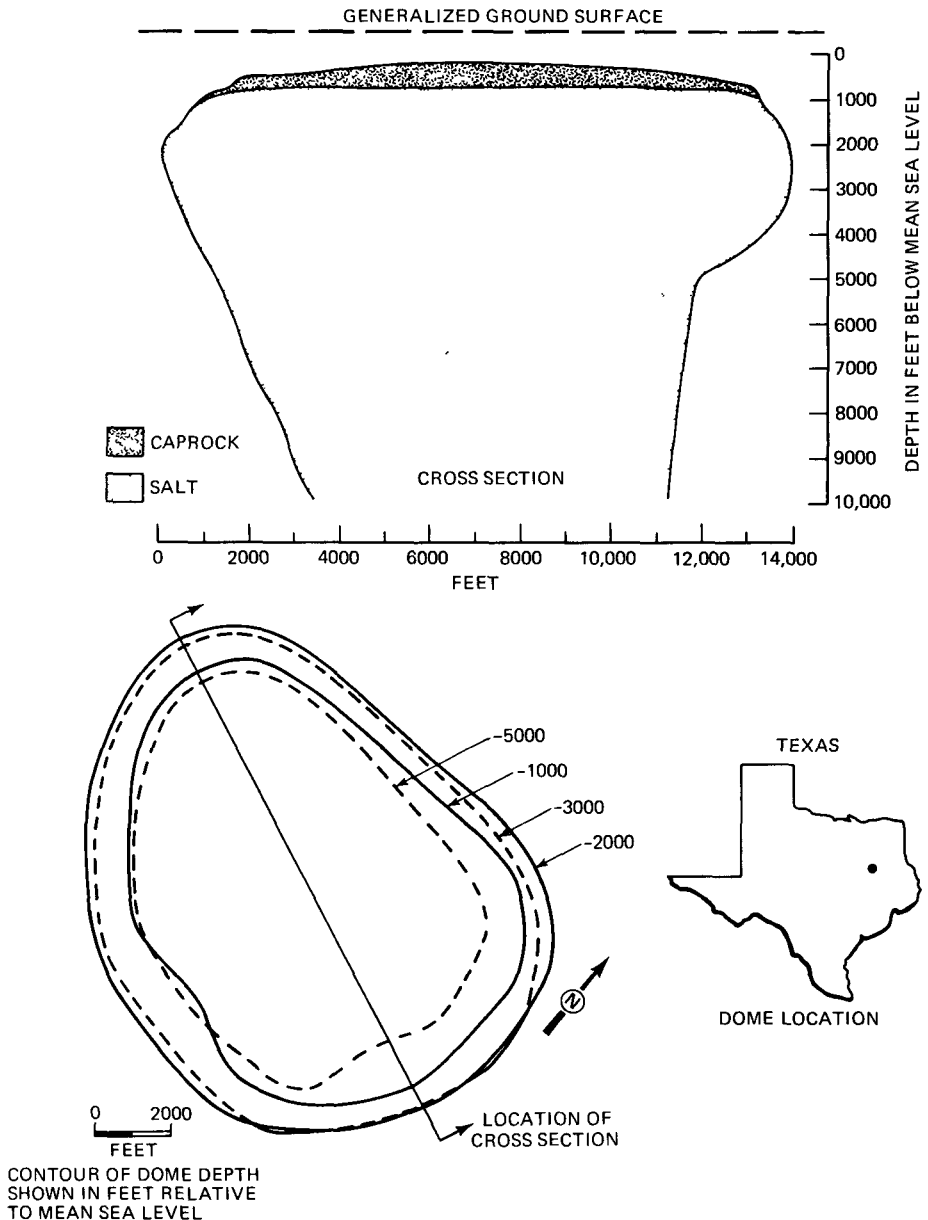 GENERALIZED GROUND SURFACE
0
1000
2000
3000
4000
5000
6000
7000
8000
9000
10,000
DEPTH IN FEET BELOW MEAN SEA LEVEL
CAPROCK
SALT
CROSS SECTION
0 2000 4000 6000 8000 10,000 12,000 14,000
FEET
-5000
-1000
-3000
-2000
TEXAS
N
DOME LOCATION
0 2000
FEET
LOCATION OF
CROSS SECTION
CONTOUR OF DOME DEPTH
SHOWN IN FEET RELATIVE
TO MEAN SEA LEVEL